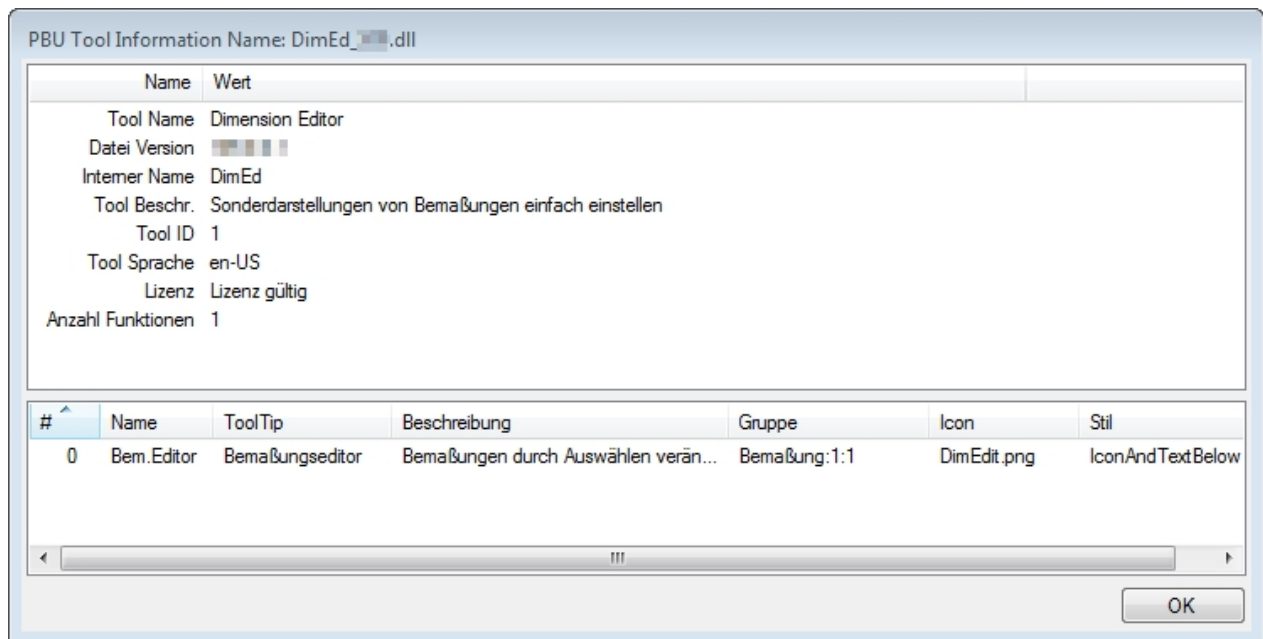 PBU Tool Information Name: DimEd_ .dll
Name Wert
Tool Name Dimension Editor
Datei Version
Interner Name DimEd
Tool Beschr. Sonderdarstellungen von Bemaßungen einfach einstellen
Tool ID 1
Tool Sprache en-US
Lizenz Lizenz gültig
Anzahl Funktionen 1
# Name ToolTip Beschreibung Gruppe Icon Stil
0 Bem.Editor Bemaßungseditor Bemaßungen durch Auswählen verän... Bemaßung:1:1 DimEdit.png IconAndTextBelow
OK